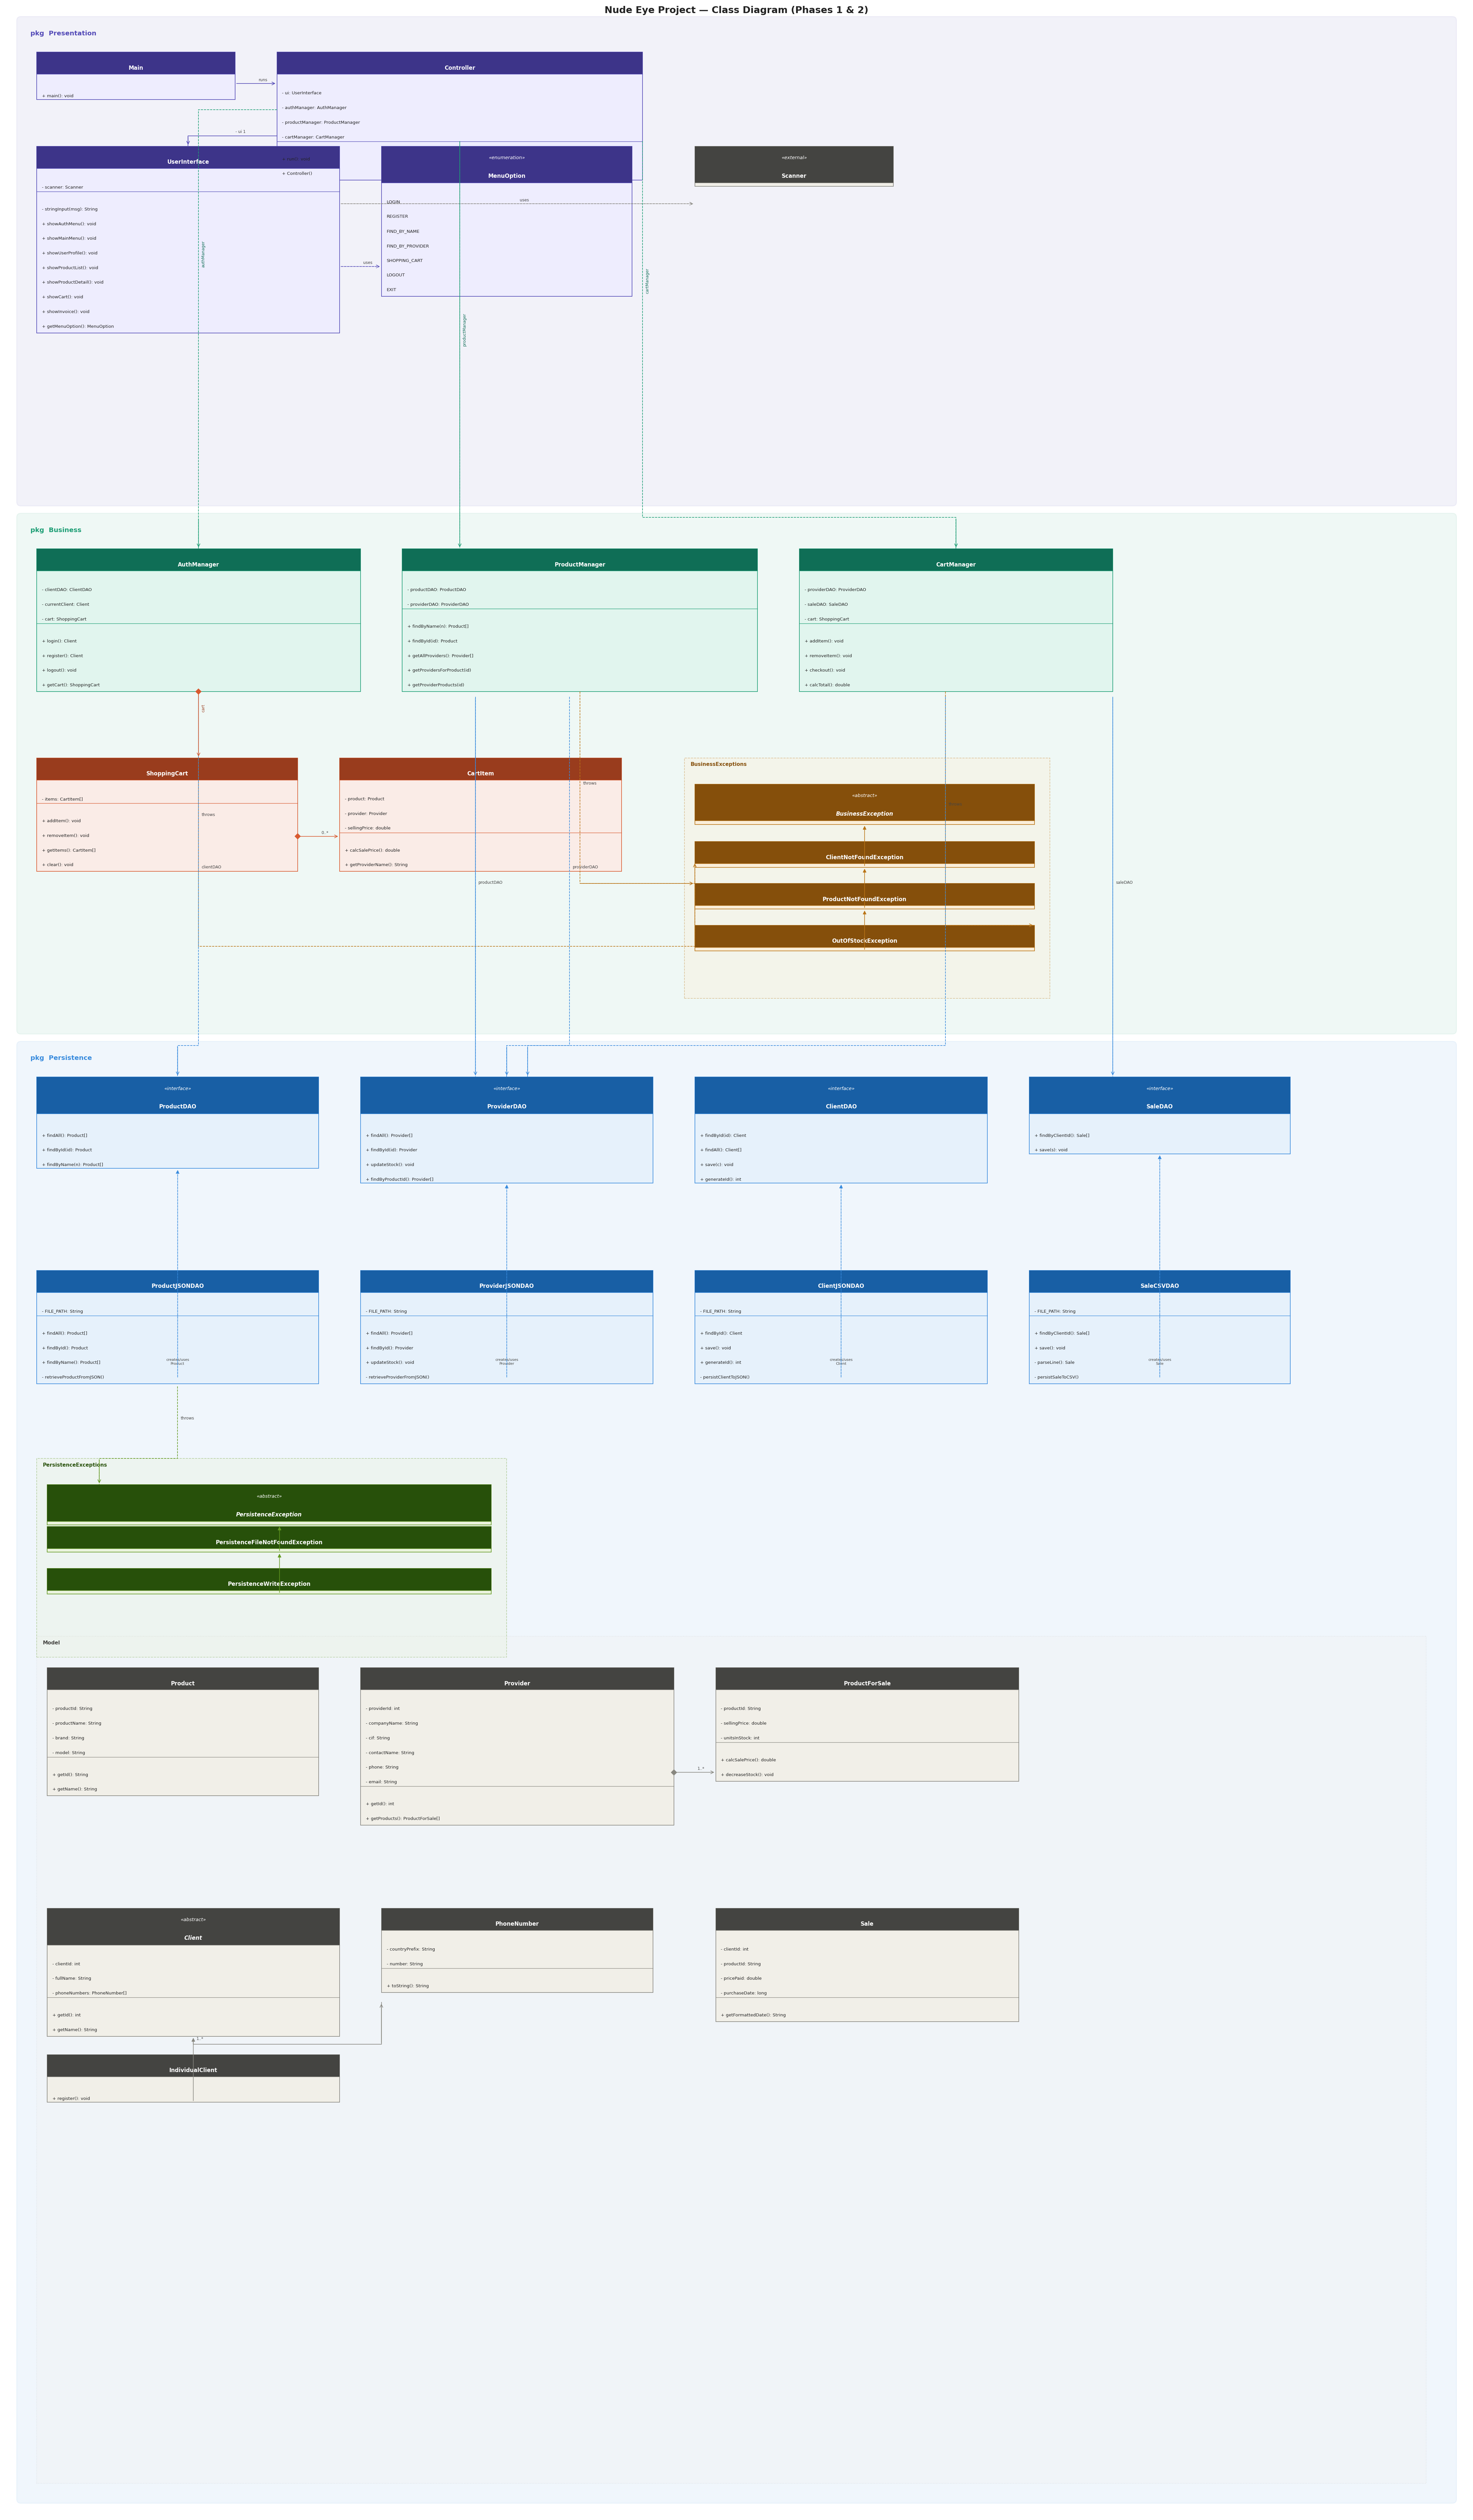 Nude Eye Project — Class Diagram (Phases 1 & 2)
pkg Presentation
Main
+ main(): void
runs
Controller
- ui: UserInterface
- authManager: AuthManager
- productManager: ProductManager
- cartManager: CartManager
+ Controller()
- ui 1
UserInterface
- scanner: Scanner
- stringInput(msg): String
+ showAuthMenu(): void
+ showMainMenu(): void
+ showUserProfile(): void
+ showProductList(): void
+ showProductDetail(): void
+ showCart(): void
+ showInvoice(): void
+ getMenuOption(): MenuOption
«enumeration»
MenuOption
LOGIN
REGISTER
FIND_BY_NAME
FIND_BY_PROVIDER
SHOPPING_CART
LOGOUT
EXIT
«external»
Scanner
uses
uses
authManager
productManager
cartManager
pkg Business
AuthManager
- clientDAO: ClientDAO
- currentClient: Client
- cart: ShoppingCart
+ login(): Client
+ register(): Client
+ logout(): void
+ getCart(): ShoppingCart
ProductManager
- productDAO: ProductDAO
- providerDAO: ProviderDAO
+ findByName(n): Product[]
+ findById(id): Product
+ getAllProviders(): Provider[]
+ getProvidersForProduct(id)
+ getProviderProducts(id)
CartManager
- providerDAO: ProviderDAO
- saleDAO: SaleDAO
- cart: ShoppingCart
+ addItem(): void
+ removeItem(): void
+ checkout(): void
+ calcTotal(): double
cart
ShoppingCart
- items: CartItem[]
+ addItem(): void
+ removeItem(): void
+ getItems(): CartItem[]
+ clear(): void
throws
clientDAO
0..*
CartItem
- product: Product
- provider: Provider
- sellingPrice: double
+ calcSalePrice(): double
+ getProviderName(): String
productDAO
throws
providerDAO
BusinessExceptions
«abstract»
BusinessException
ClientNotFoundException
ProductNotFoundException
OutOfStockException
saleDAO
pkg Persistence
«interface»
ProductDAO
+ findAll(): Product[]
+ findById(id): Product
+ findByName(n): Product[]
«interface»
ProviderDAO
+ findAll(): Provider[]
+ findById(id): Provider
+ updateStock(): void
+ findByProductId(): Provider[]
«interface»
ClientDAO
+ findById(id): Client
+ findAll(): Client[]
+ save(c): void
+ generateId(): int
«interface»
SaleDAO
+ findByClientId(): Sale[]
+ save(s): void
ProductJSONDAO
- FILE_PATH: String
+ findAll(): Product[]
+ findById(): Product
+ findByName(): Product[]
- retrieveProductFromJSON()
creates/uses
Product
ProviderJSONDAO
- FILE_PATH: String
+ findAll(): Provider[]
+ findById(): Provider
+ updateStock(): void
- retrieveProviderFromJSON()
creates/uses
Provider
ClientJSONDAO
- FILE_PATH: String
+ findById(): Client
+ save(): void
+ generateId(): int
- persistClientToJSON()
creates/uses
Client
SaleCSVDAO
- FILE_PATH: String
+ findByClientId(): Sale[]
+ save(): void
- parseLine(): Sale
- persistSaleToCSV()
creates/uses
Sale
throws
PersistenceExceptions
«abstract»
PersistenceException
PersistenceFileNotFoundException
PersistenceWriteException
Model
Product
- productId: String
- productName: String
- brand: String
- model: String
+ getId(): String
+ getName(): String
Provider
- providerId: int
- companyName: String
- cif: String
- contactName: String
- phone: String
- email: String
+ getId(): int
+ getProducts(): ProductForSale[]
1..*
ProductForSale
- productId: String
- sellingPrice: double
- unitsInStock: int
+ calcSalePrice(): double
+ decreaseStock(): void
«abstract»
Client
- clientId: int
- fullName: String
- phoneNumbers: PhoneNumber[]
+ getId(): int
+ getName(): String
1..*
PhoneNumber
- countryPrefix: String
- number: String
+ toString(): String
Sale
- clientId: int
- productId: String
- pricePaid: double
- purchaseDate: long
+ getFormattedDate(): String
IndividualClient
+ register(): void